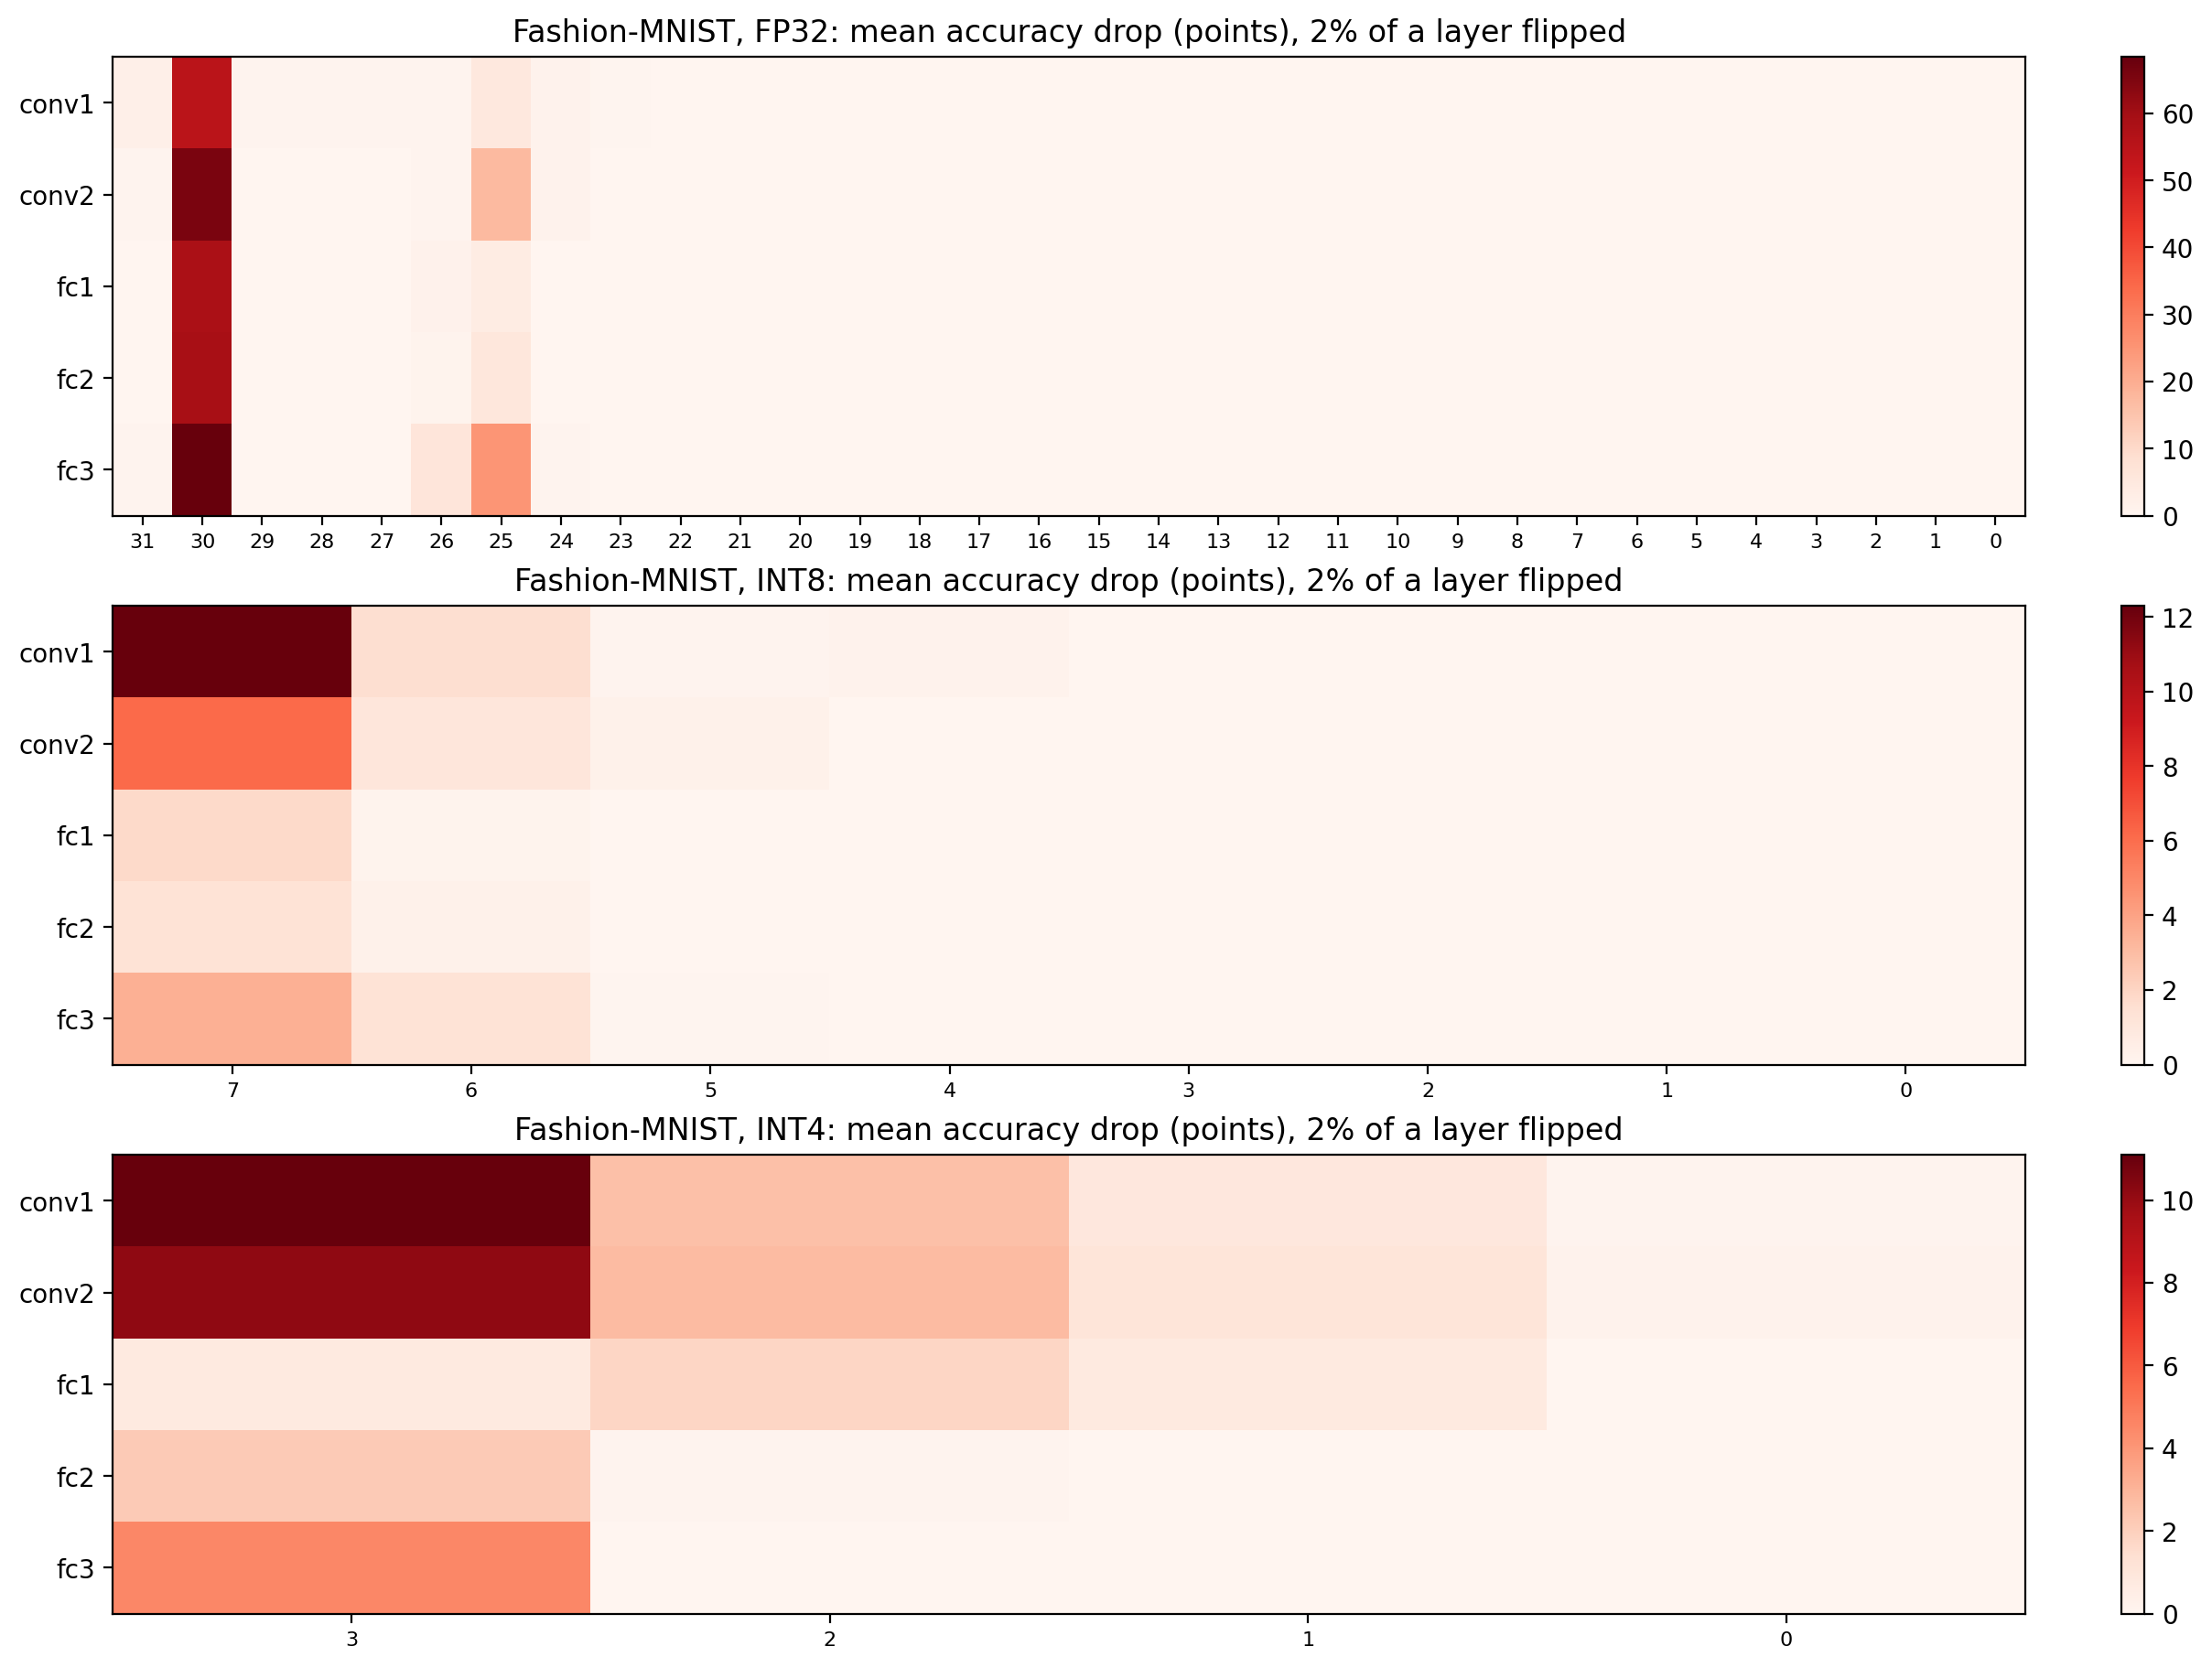 Fashion-MNIST, FP32: mean accuracy drop (points), 2% of a layer flipped
conv1
conv2
fc1
fc2
fc3
31 30 29 28 27 26 25 24 23 22 21 20 19 18 17 16 15 14 13 12 11 10 9 8 7 6 5 4 3 2 1 0
60
50
40
30
20
10
0
Fashion-MNIST, INT8: mean accuracy drop (points), 2% of a layer flipped
conv1
conv2
fc1
fc2
fc3
7 6 5 4 3 2 1 0
12
10
8
6
4
2
0
Fashion-MNIST, INT4: mean accuracy drop (points), 2% of a layer flipped
conv1
conv2
fc1
fc2
fc3
3 2 1 0
10
8
6
4
2
0